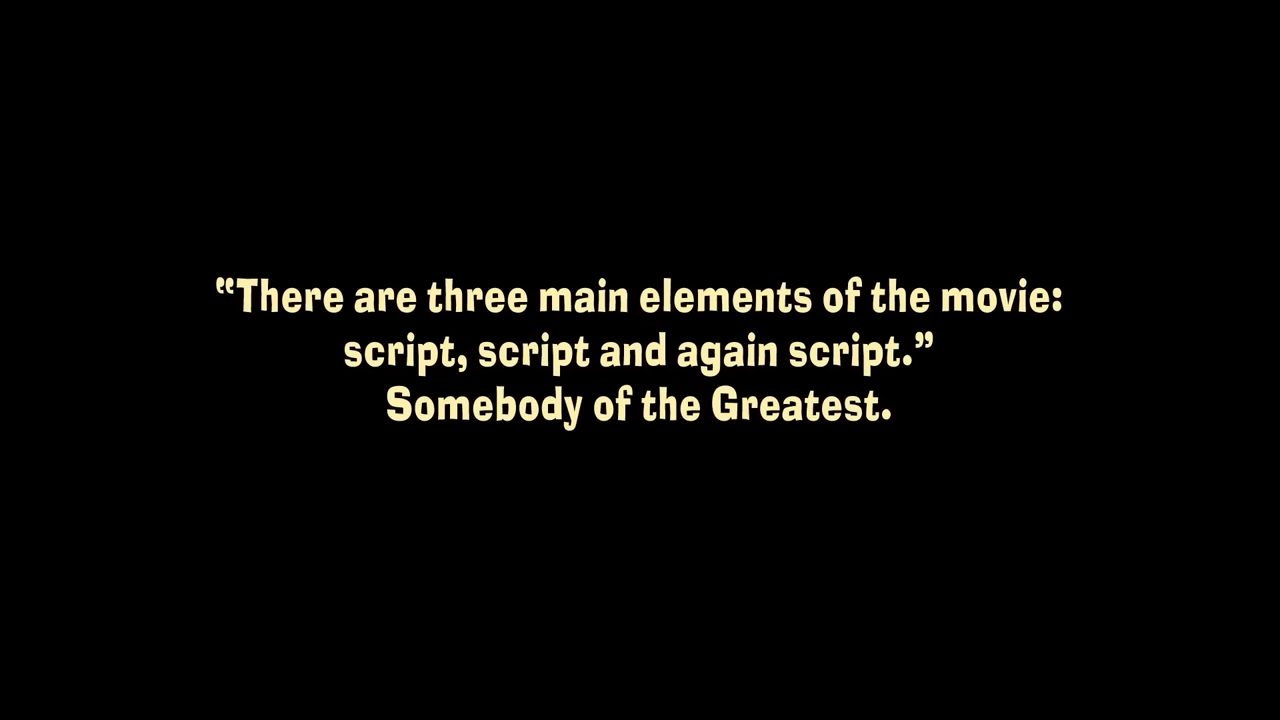 “There are three main elements of the movie:
script, script and again script.”
Somebody of the Greatest.